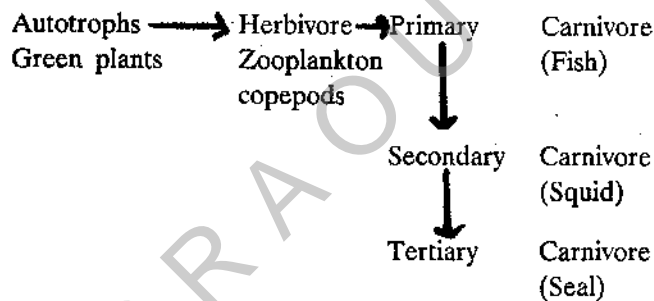 Autotrophs Herbivore Primary Carnivore
Green plants Zooplankton (Fish)
copepods
Secondary Carnivore
(Squid)
Tertiary Carnivore
(Seal)